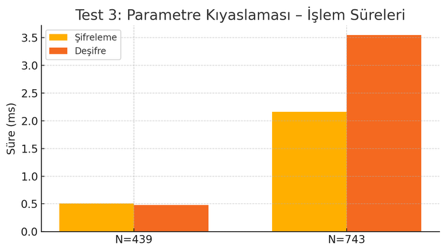 Test 3: Parametre Kıyaslaması – İşlem Süreleri
Şifreleme
Deşifre
Süre (ms)
3.5
3.0
2.5
2.0
1.5
1.0
0.5
0.0
N=439
N=743